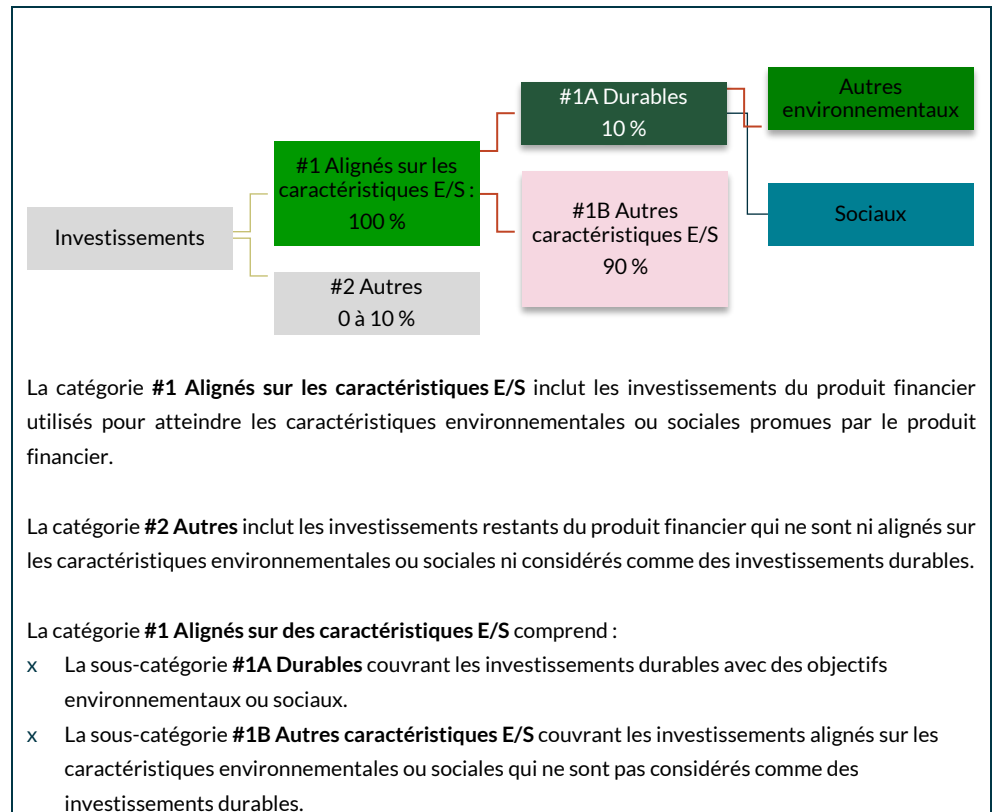 Investissements
#1 Alignés sur les
caractéristiques E/S :
100 %
#2 Autres
0 à 10 %
#1A Durables
10 %
#1B Autres
caractéristiques E/S
90 %
Autres
environnementaux
Sociaux
La catégorie #1 Alignés sur les caractéristiques E/S inclut les investissements du produit financier
utilisés pour atteindre les caractéristiques environnementales ou sociales promues par le produit
financier.
La catégorie #2 Autres inclut les investissements restants du produit financier qui ne sont ni alignés sur
les caractéristiques environnementales ou sociales ni considérés comme des investissements durables.
La catégorie #1 Alignés sur des caractéristiques E/S comprend :
x La sous-catégorie #1A Durables couvrant les investissements durables avec des objectifs
environnementaux ou sociaux.
x La sous-catégorie #1B Autres caractéristiques E/S couvrant les investissements alignés sur les
caractéristiques environnementales ou sociales qui ne sont pas considérés comme des
investissements durables.